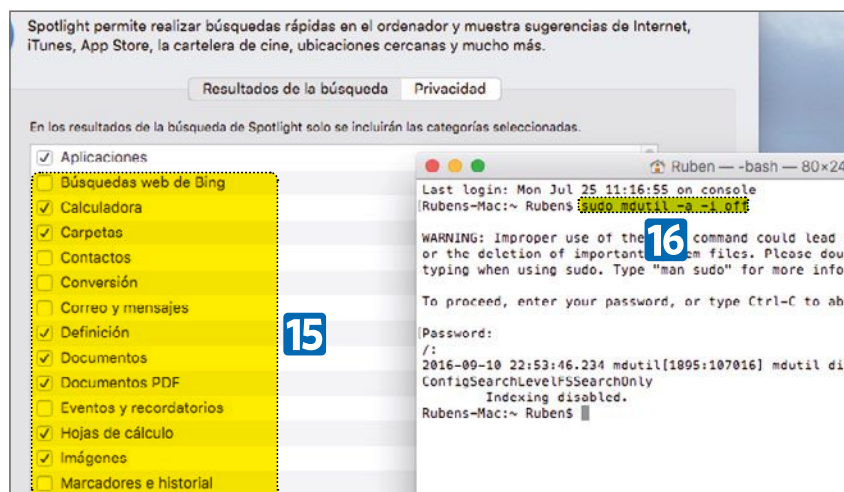 Spotlight permite realizar búsquedas rápidas en el ordenador y muestra sugerencias de Internet,
iTunes, App Store, la cartelera de cine, ubicaciones cercanas y mucho más.
Resultados de la búsqueda Privacidad
En los resultados de la búsqueda de Spotlight solo se incluirán las categorías seleccionadas.
Aplicaciones
Búsquedas web de Bing
Calculadora
Carpetas
Contactos
Conversión
Correo y mensajes
Definición
Documentos
Documentos PDF
Eventos y recordatorios
Hojas de cálculo
Imágenes
Marcadores e historial
15
Ruben — -bash — 80×24
Last login: Mon Jul 25 11:16:55 on console
[Rubens-Mac:~ Ruben$ sudo mdutil -a -i off
16
WARNING: Improper use of the command could lead
or the deletion of important em files. Please dou
typing when using sudo. Type "man sudo" for more info
To proceed, enter your password, or type Ctrl-C to ab
[Password:
/:
2016-09-10 22:53:46.234 mdutil[1895:107016] mdutil di
ConfigSearchLevelFSSearchOnly
Indexing disabled.
Rubens-Mac:~ Ruben$